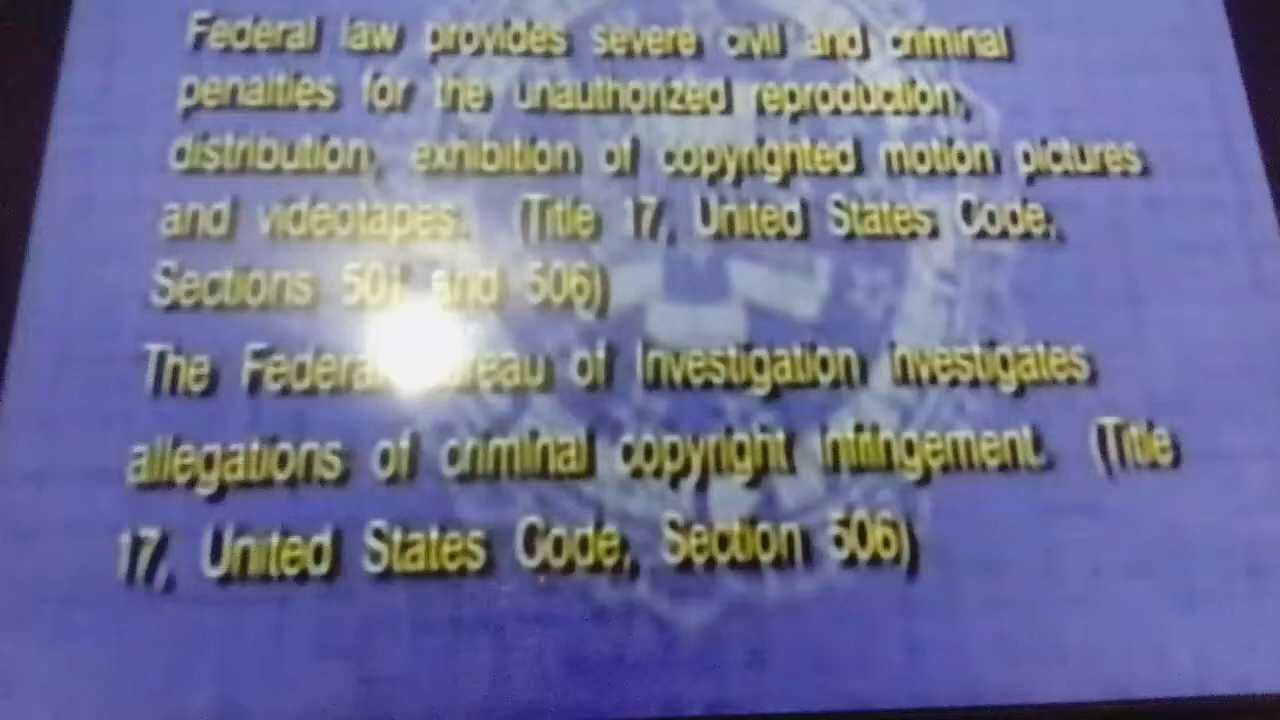 Federal law provides severe civil and criminal
penalties for the unauthorized reproduction,
distribution, exhibition of copyrighted motion pictures
and videotapes. (Title 17, United States Code,
Sections 501 and 506)
The Federal Bureau of Investigation investigates
allegations of criminal copyright infringement. (Title
17, United States Code, Section 506)